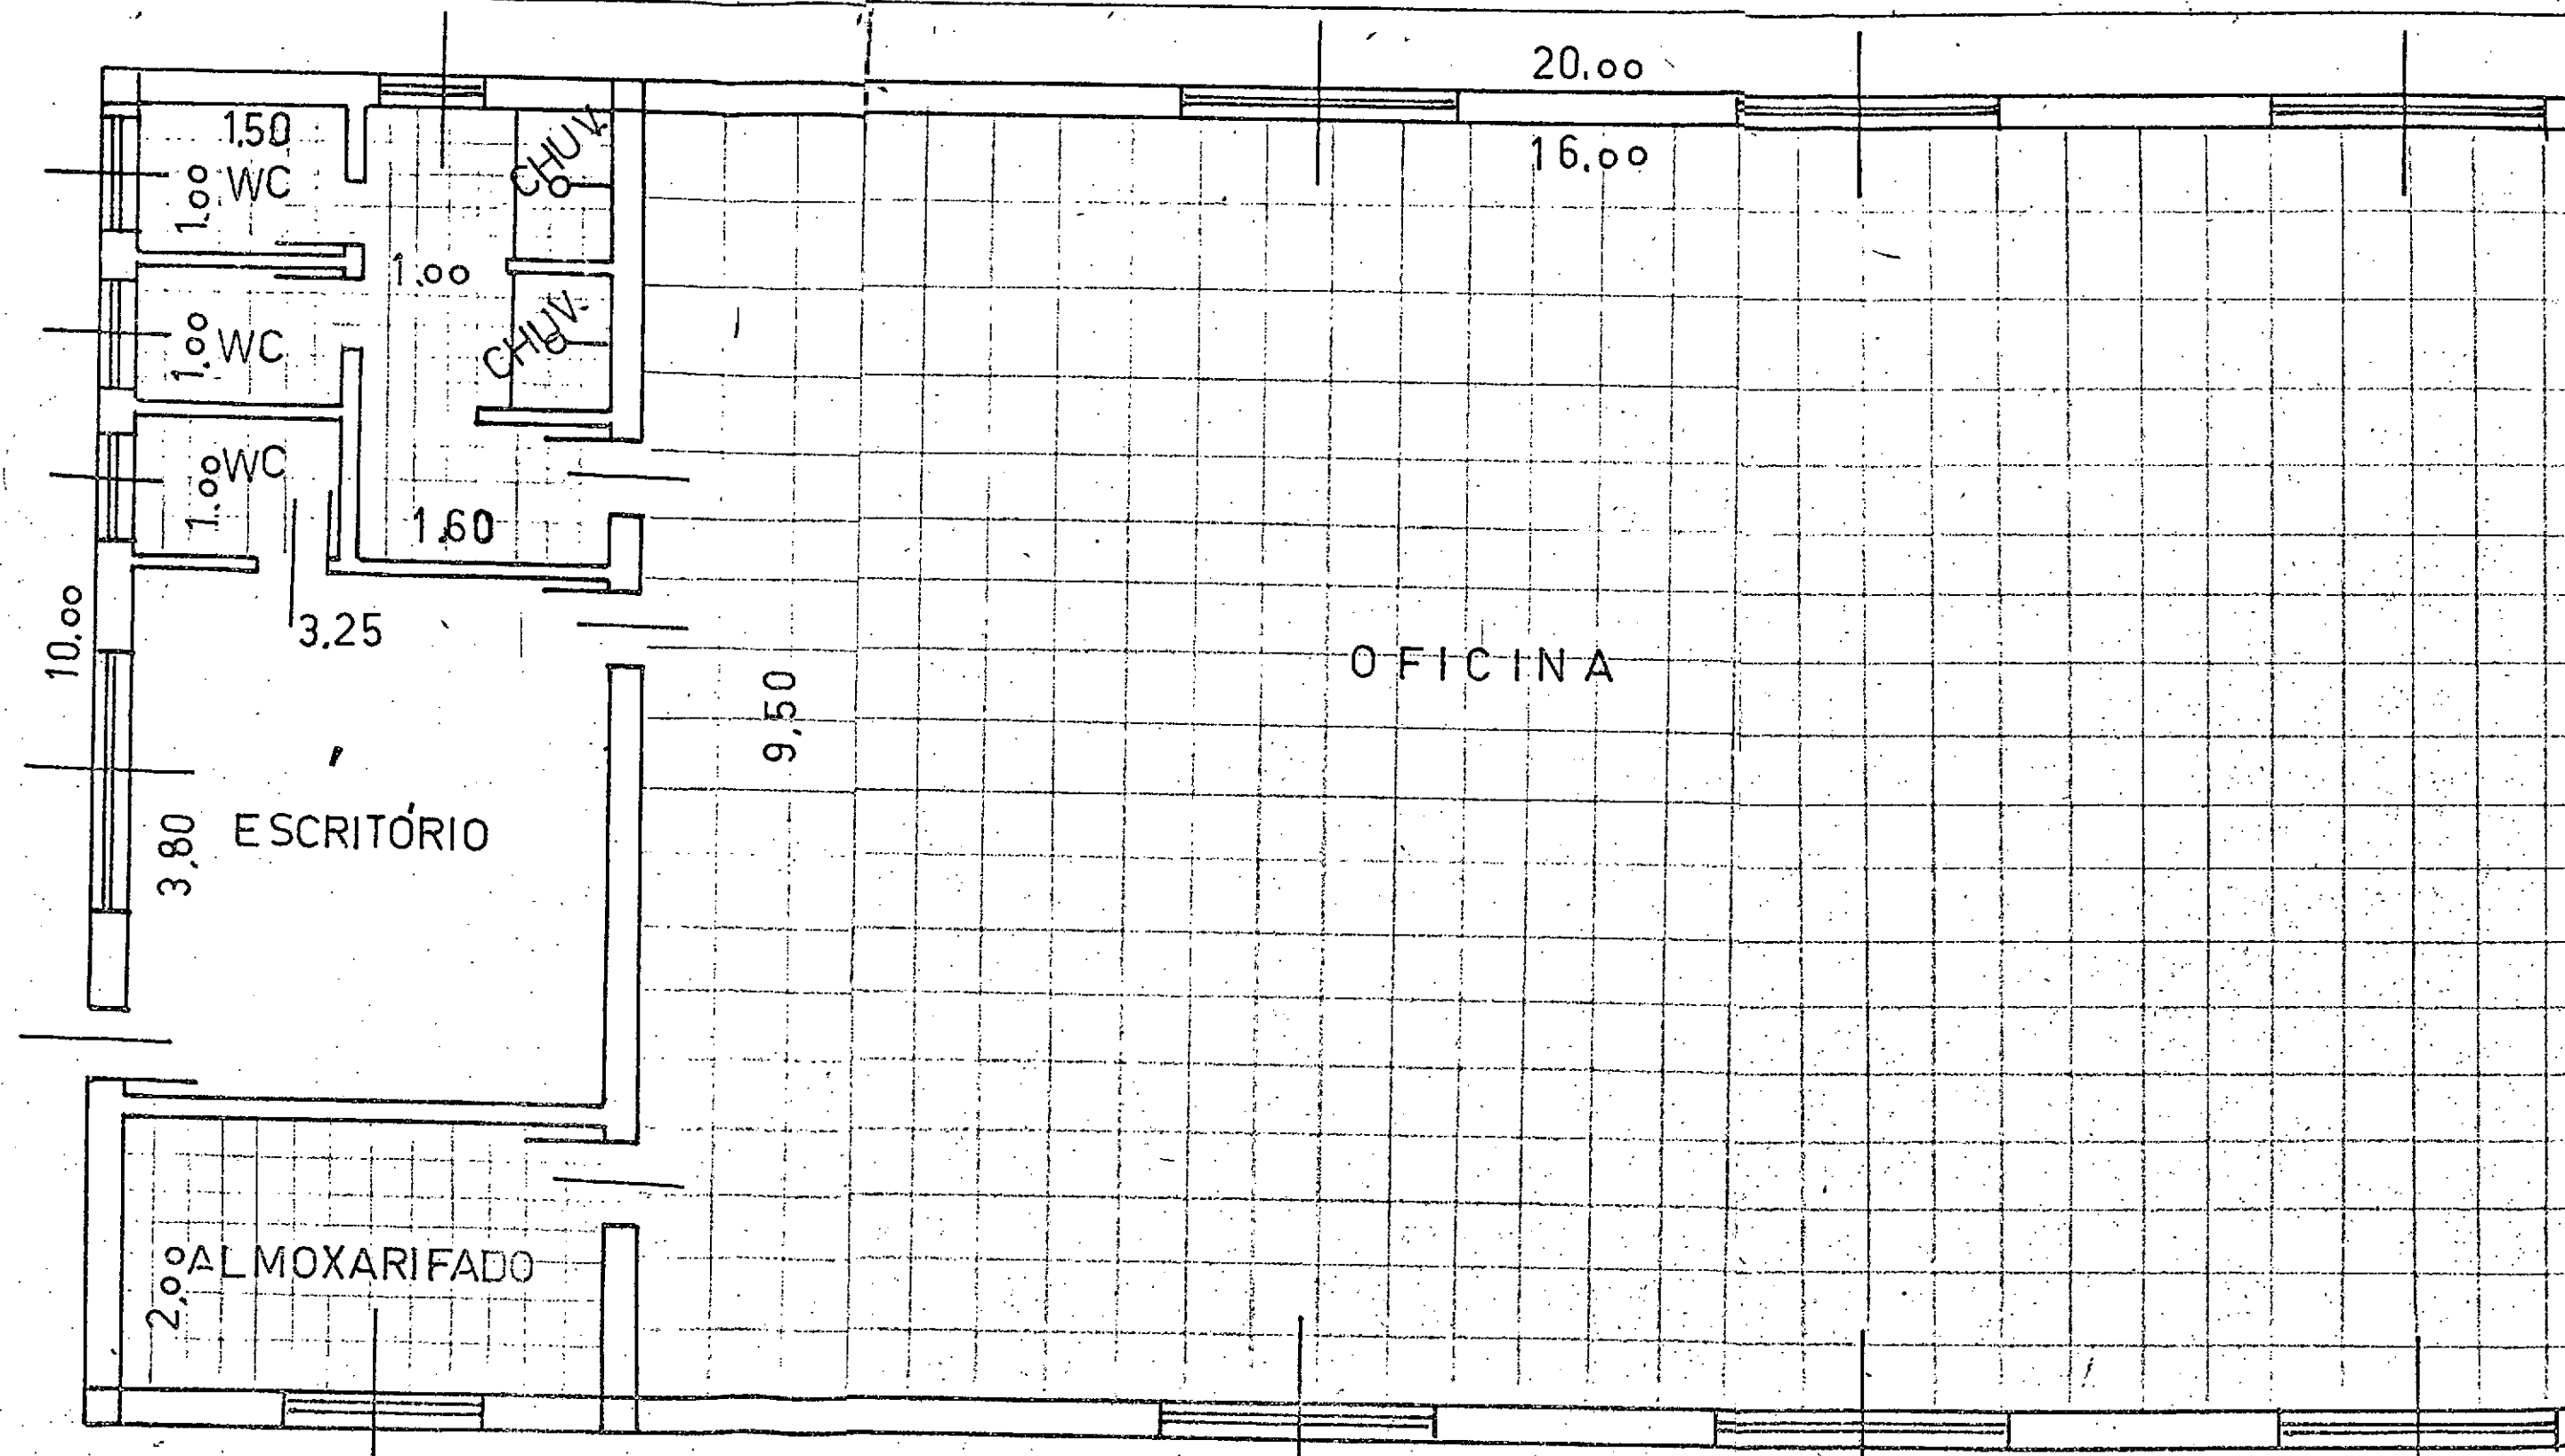 20.00
16.00
1.50
1.00 WC
CHUV.
1.00
1.00 WC
CHUV.
1.00 WC
1.60
10.00
3.25
9,50
OFICINA
3,80
ESCRITÓRIO
2,00 ALMOXARIFADO